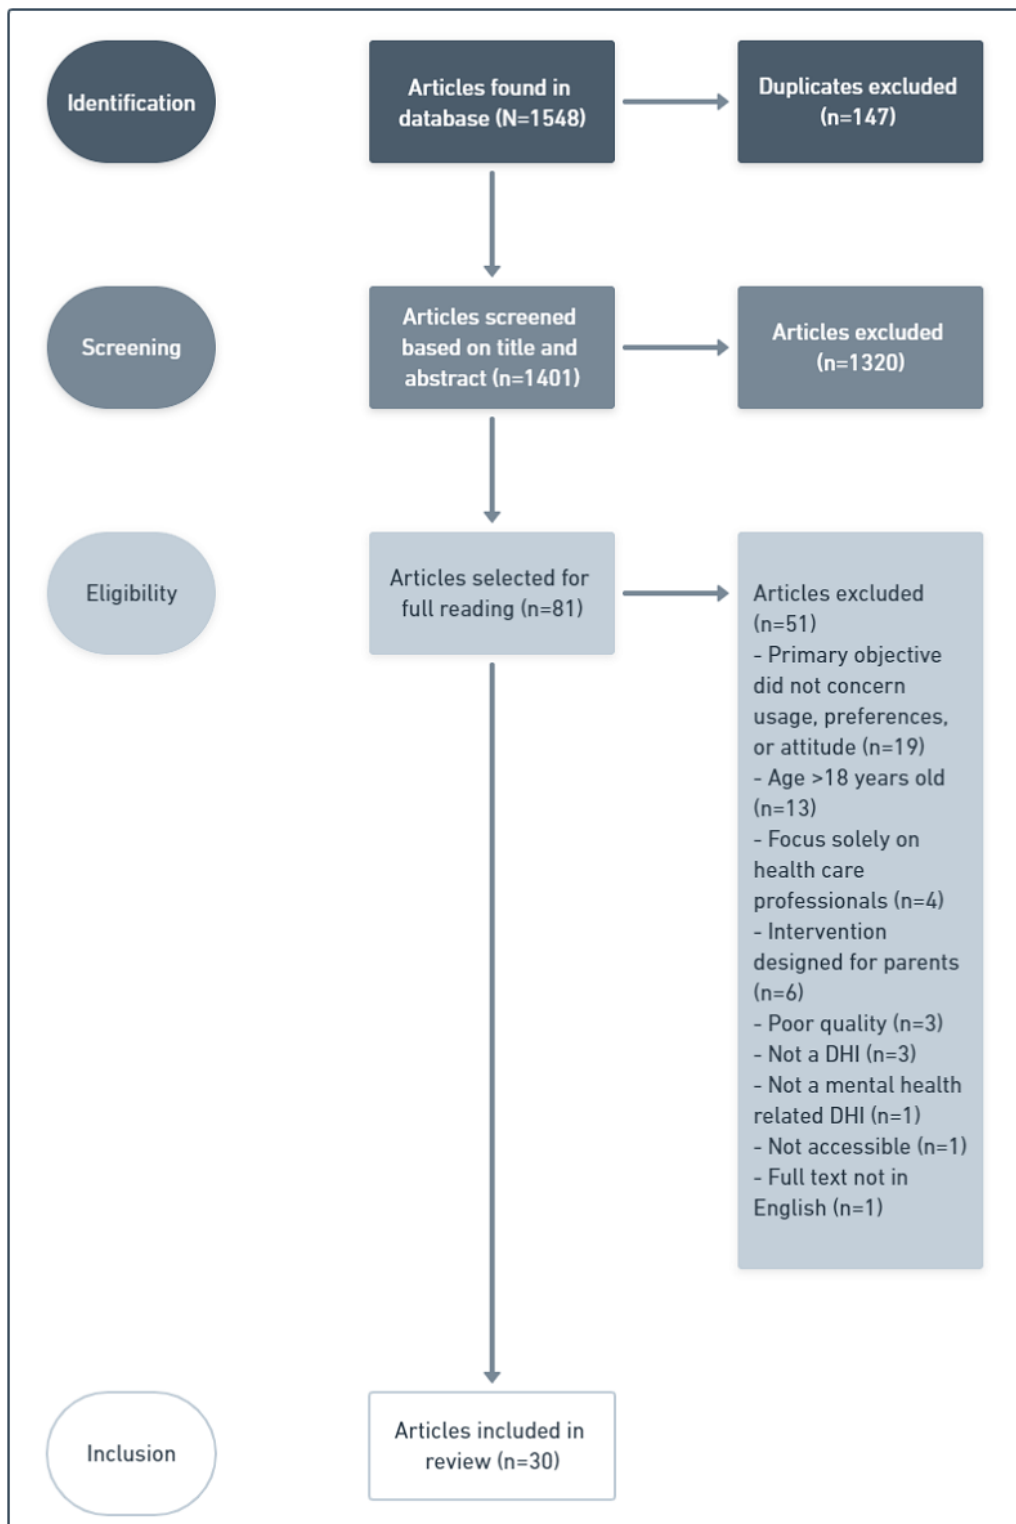 Identification
Articles found in
database (N=1548)
Duplicates excluded
(n=147)
Screening
Articles screened
based on title and
abstract (n=1401)
Articles excluded
(n=1320)
Eligibility
Articles selected for
full reading (n=81)
Articles excluded
(n=51)
- Primary objective
did not concern
usage, preferences,
or attitude (n=19)
- Age >18 years old
(n=13)
- Focus solely on
health care
professionals (n=4)
- Intervention
designed for parents
(n=6)
- Poor quality (n=3)
- Not a DHI (n=3)
- Not a mental health
related DHI (n=1)
- Not accessible (n=1)
- Full text not in
English (n=1)
Inclusion
Articles included in
review (n=30)